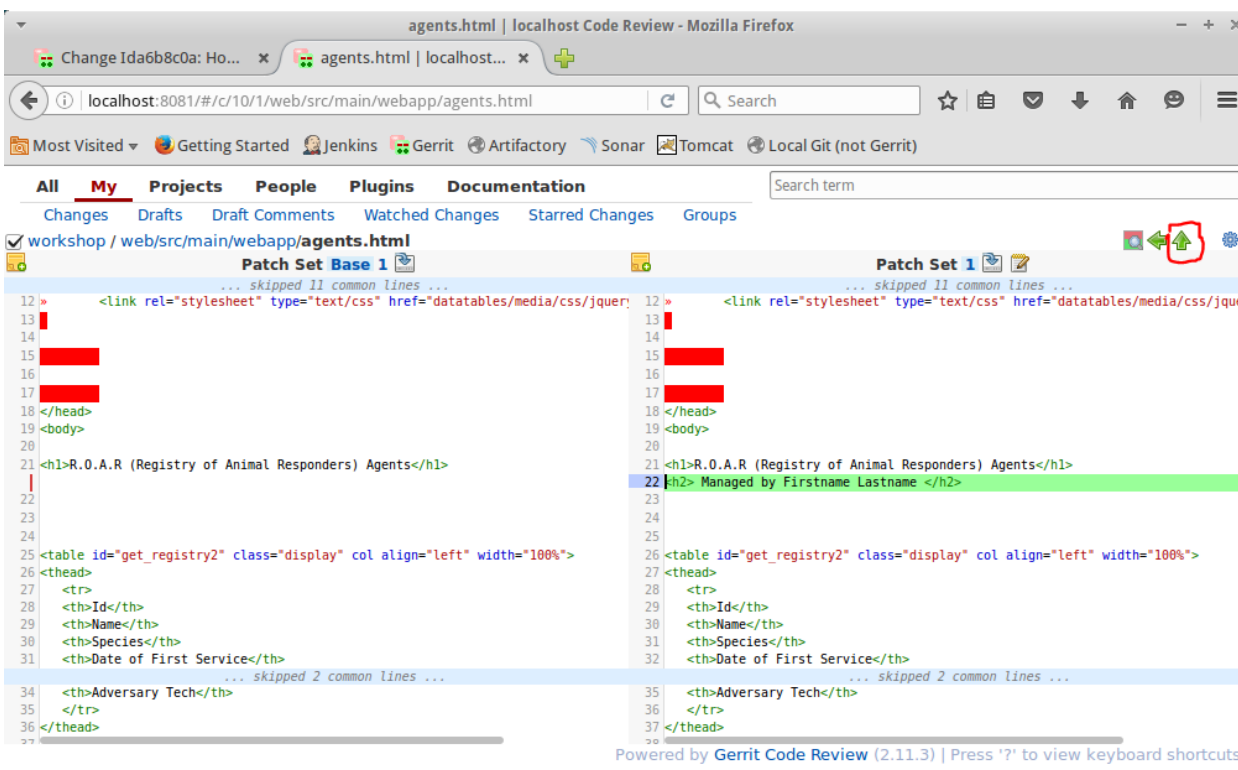 agents.html | localhost Code Review - Mozilla Firefox
Change Ida6b8c0a: Ho... agents.html | localhost...
localhost:8081/#/c/10/1/web/src/main/webapp/agents.html Search
Most Visited Getting Started Jenkins Gerrit Artifactory Sonar Tomcat Local Git (not Gerrit)
All My Projects People Plugins Documentation Search term
Changes Drafts Draft Comments Watched Changes Starred Changes Groups
workshop / web/src/main/webapp/agents.html
Patch Set Base 1
... skipped 11 common lines ...
12 » <link rel="stylesheet" type="text/css" href="datatables/media/css/jquer
13
14
15
16
17
18 </head>
19 <body>
20
21 <h1>R.O.A.R (Registry of Animal Responders) Agents</h1>
22
23
24
25 <table id="get_registry2" class="display" col align="left" width="100%">
26 <thead>
27 <tr>
28 <th>Id</th>
29 <th>Name</th>
30 <th>Species</th>
31 <th>Date of First Service</th>
... skipped 2 common lines ...
34 <th>Adversary Tech</th>
35 </tr>
36 </thead>
37
Patch Set 1
... skipped 11 common lines ...
12 » <link rel="stylesheet" type="text/css" href="datatables/media/css/jque
13
14
15
16
17
18 </head>
19 <body>
20
21 <h1>R.O.A.R (Registry of Animal Responders) Agents</h1>
22 <h2> Managed by Firstname Lastname </h2>
23
24
25
26 <table id="get_registry2" class="display" col align="left" width="100%">
27 <thead>
28 <tr>
29 <th>Id</th>
30 <th>Name</th>
31 <th>Species</th>
32 <th>Date of First Service</th>
... skipped 2 common lines ...
35 <th>Adversary Tech</th>
36 </tr>
37 </thead>
38
Powered by Gerrit Code Review (2.11.3) | Press '?' to view keyboard shortcuts